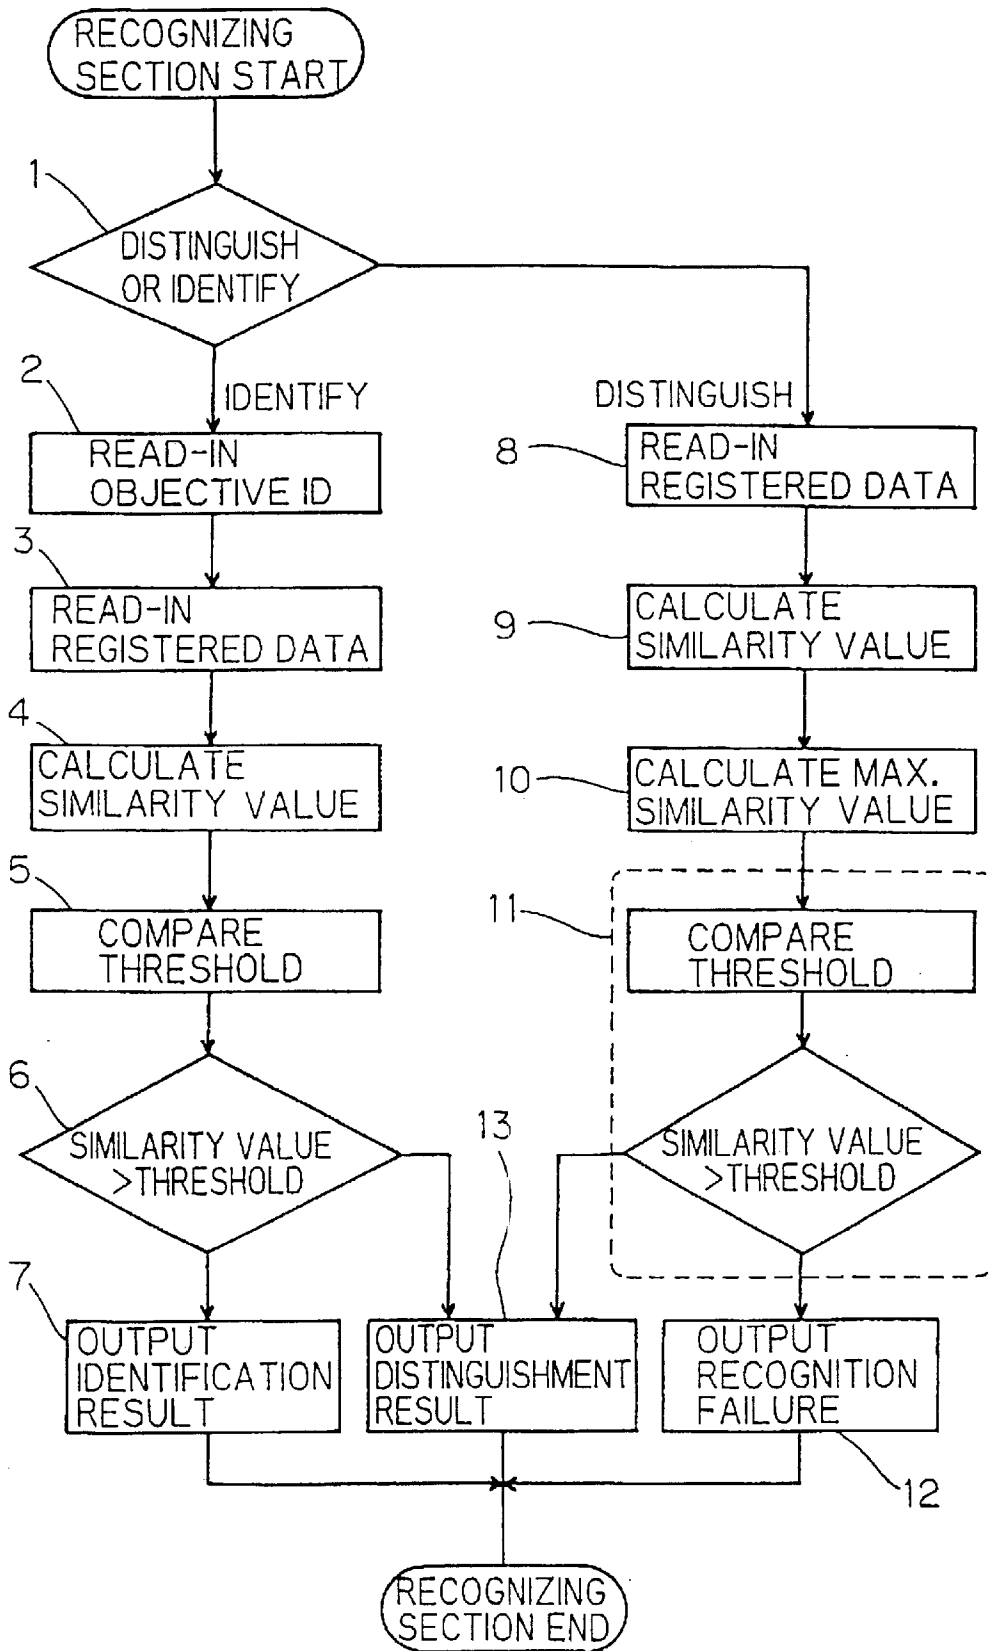 RECOGNIZING
SECTION START
1
DISTINGUISH
OR IDENTIFY
2
IDENTIFY
READ-IN
OBJECTIVE ID
3
READ-IN
REGISTERED DATA
4
CALCULATE
SIMILARITY VALUE
5
COMPARE
THRESHOLD
6
SIMILARITY VALUE
>THRESHOLD
7
OUTPUT
IDENTIFICATION
RESULT
DISTINGUISH
8
READ-IN
REGISTERED DATA
9
CALCULATE
SIMILARITY VALUE
10
CALCULATE MAX.
SIMILARITY VALUE
11
COMPARE
THRESHOLD
SIMILARITY VALUE
>THRESHOLD
13
OUTPUT
DISTINGUISHMENT
RESULT
OUTPUT
RECOGNITION
FAILURE
12
RECOGNIZING
SECTION END